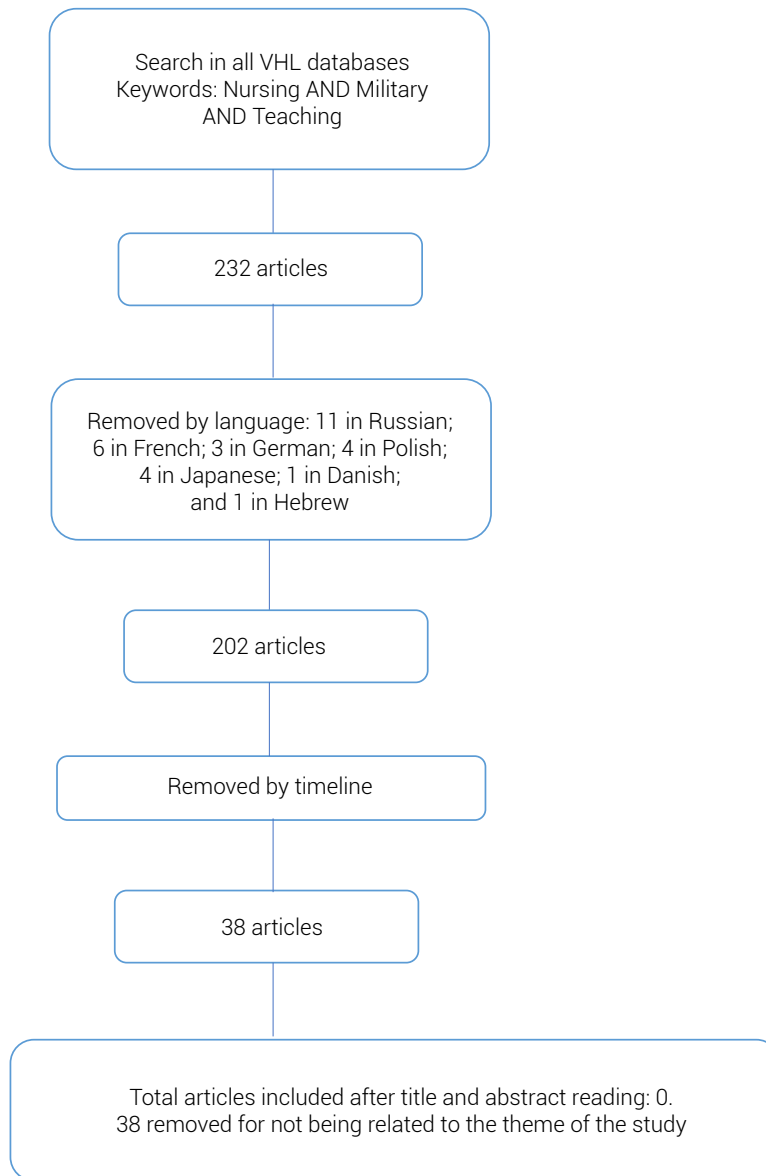 Search in all VHL databases
Keywords: Nursing AND Military
AND Teaching
232 articles
Removed by language: 11 in Russian;
6 in French; 3 in German; 4 in Polish;
4 in Japanese; 1 in Danish;
and 1 in Hebrew
202 articles
Removed by timeline
38 articles
Total articles included after title and abstract reading: 0.
38 removed for not being related to the theme of the study